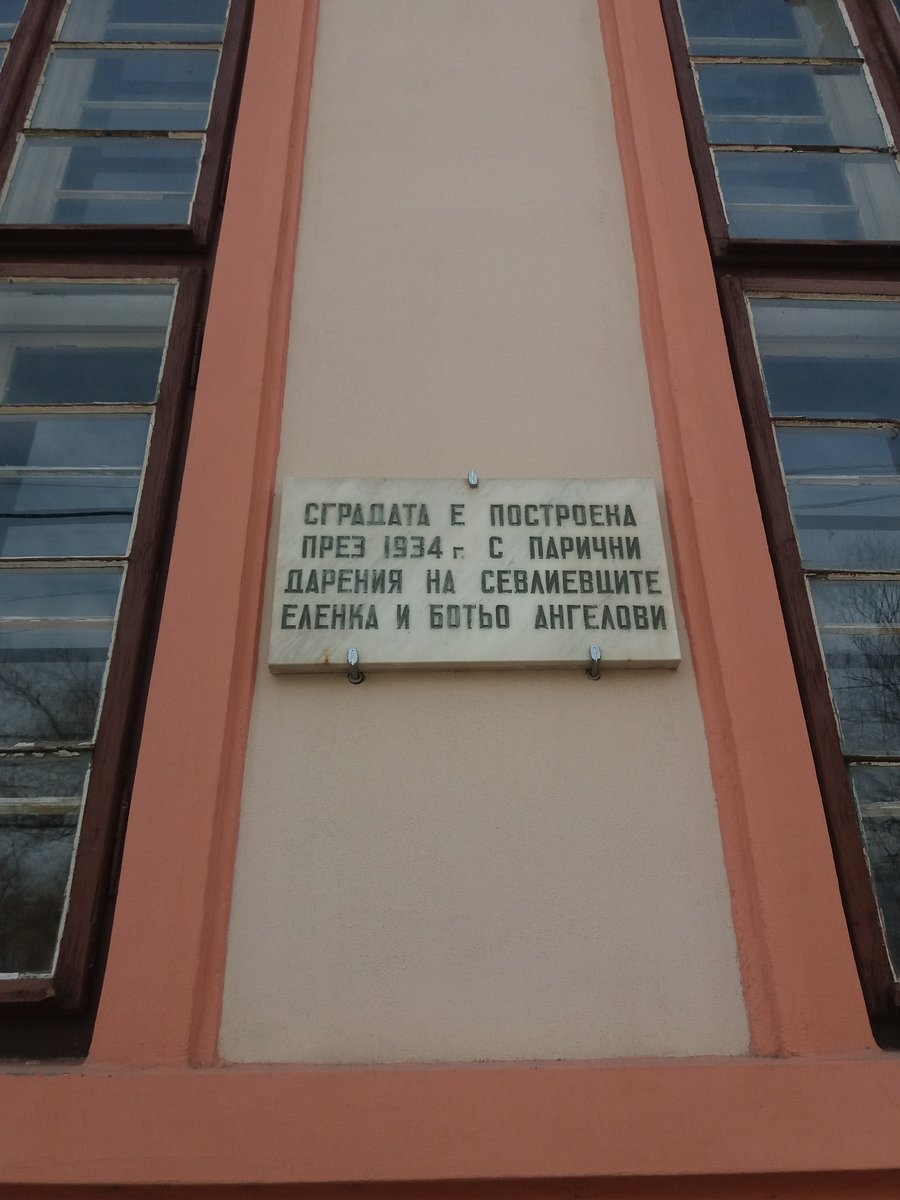 СГРАДАТА Е ПОСТРОЕНА
ПРЕЗ 1934 г. С ПАРИЧНИ
ДАРЕНИЯ НА СЕВЛИЕВЦИТЕ
ЕЛЕНКА И БОТЬО АНГЕЛОВИ